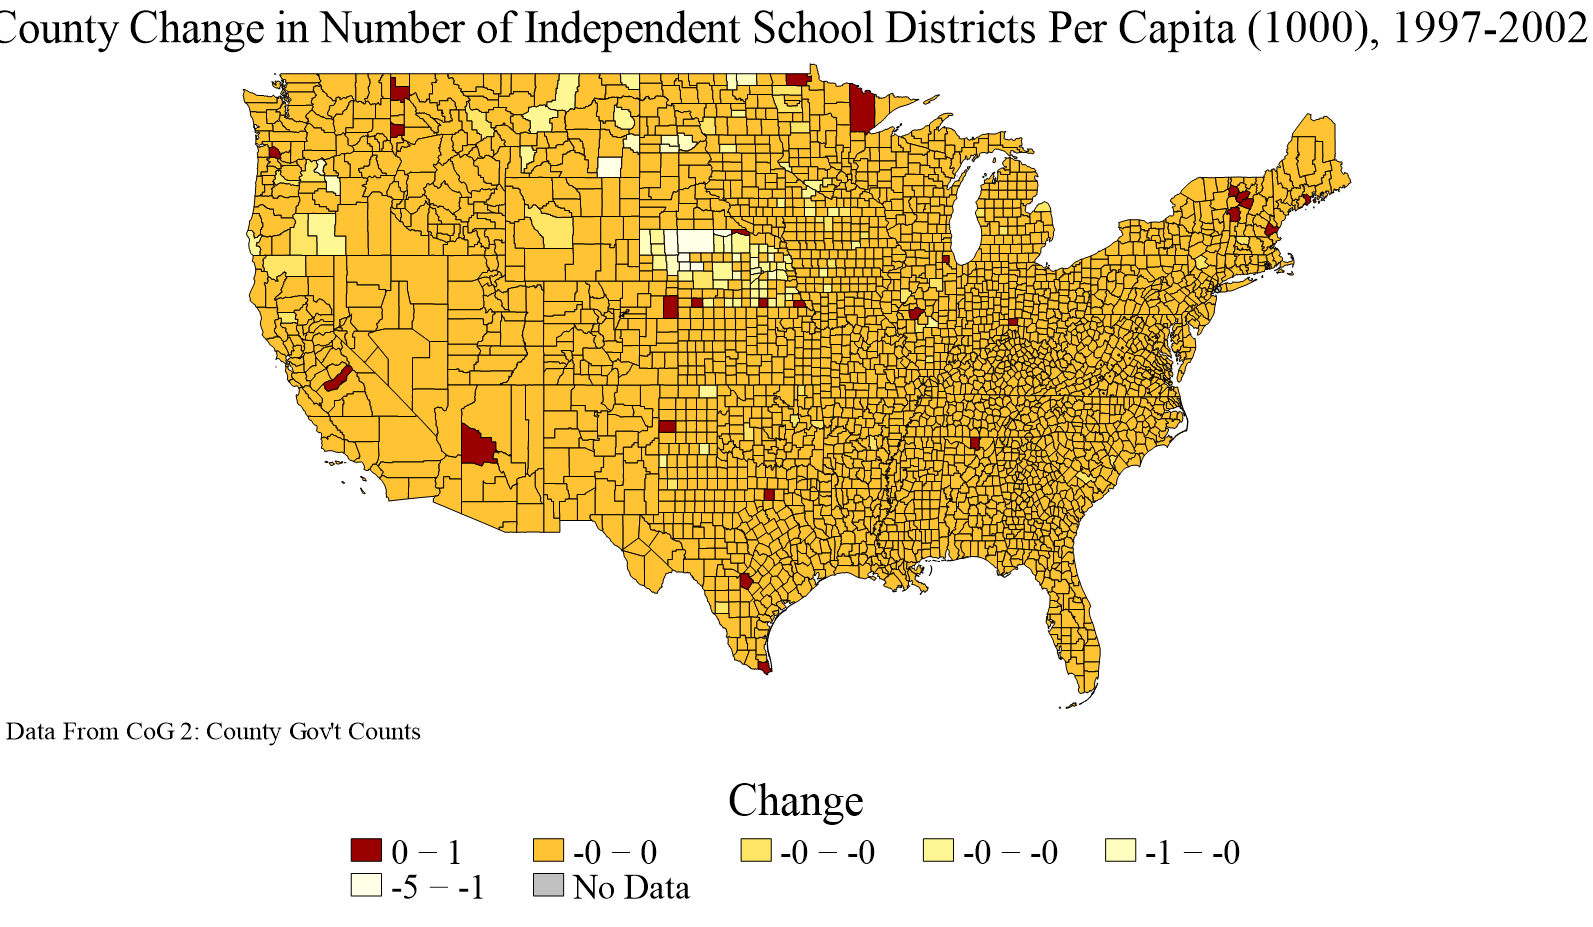 County Change in Number of Independent School Districts Per Capita (1000), 1997-2002
Data From CoG 2: County Gov't Counts
Change
0 − 1
-0 − 0
-0 − -0
-0 − -0
-1 − -0
-5 − -1
No Data